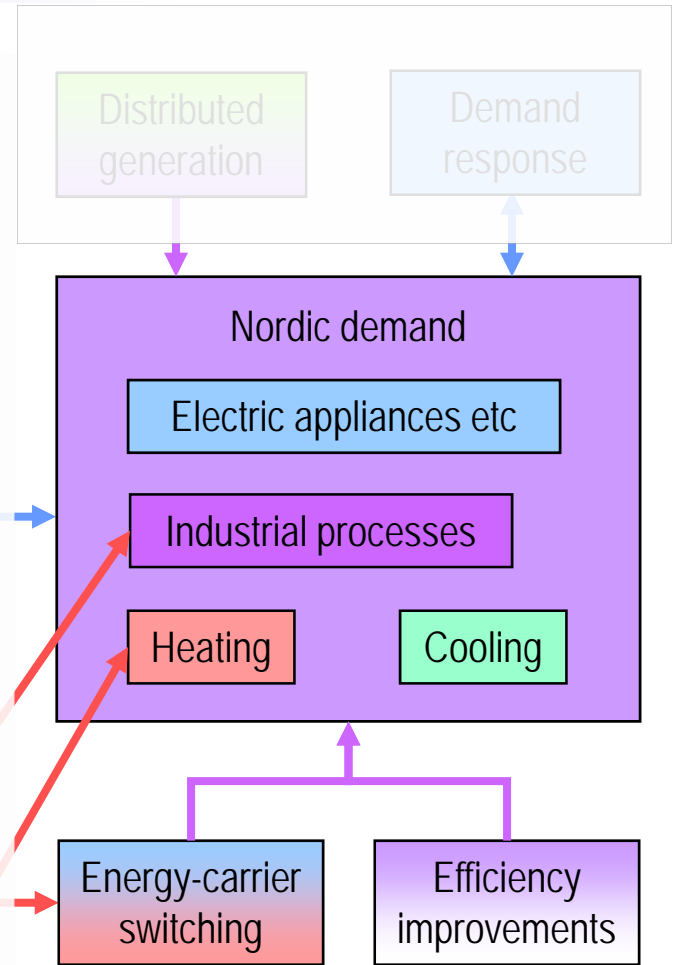 Distributed
generation
Demand
response
Nordic demand
Electric appliances etc
Industrial processes
Heating
Cooling
Energy-carrier
switching
Efficiency
improvements